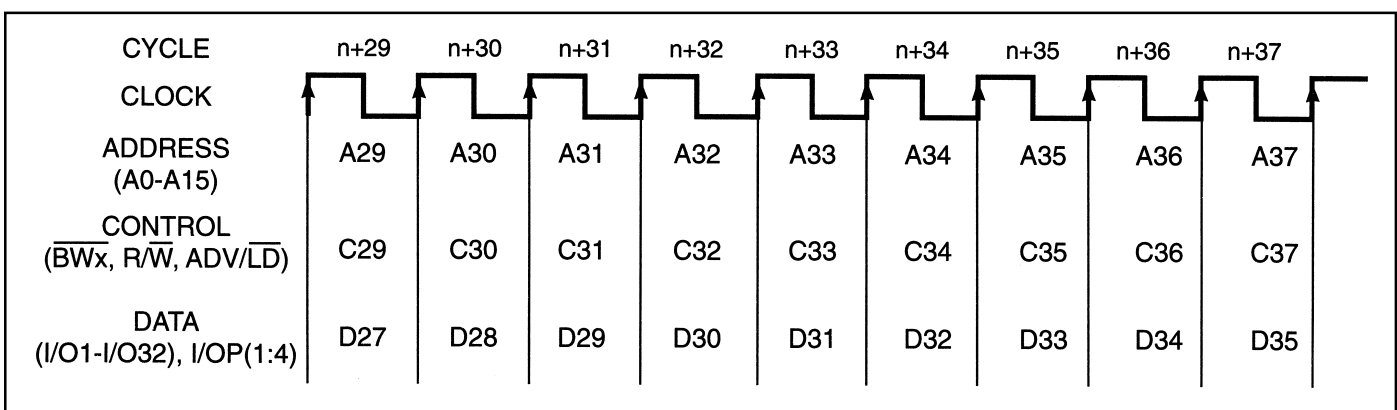 CYCLE n+29 n+30 n+31 n+32 n+33 n+34 n+35 n+36 n+37
CLOCK
ADDRESS
(A0-A15) A29 A30 A31 A32 A33 A34 A35 A36 A37
CONTROL
(B̅W̅x̅, R/W̅, ADV/L̅D̅) C29 C30 C31 C32 C33 C34 C35 C36 C37
DATA
(I/O1-I/O32), I/OP(1:4) D27 D28 D29 D30 D31 D32 D33 D34 D35